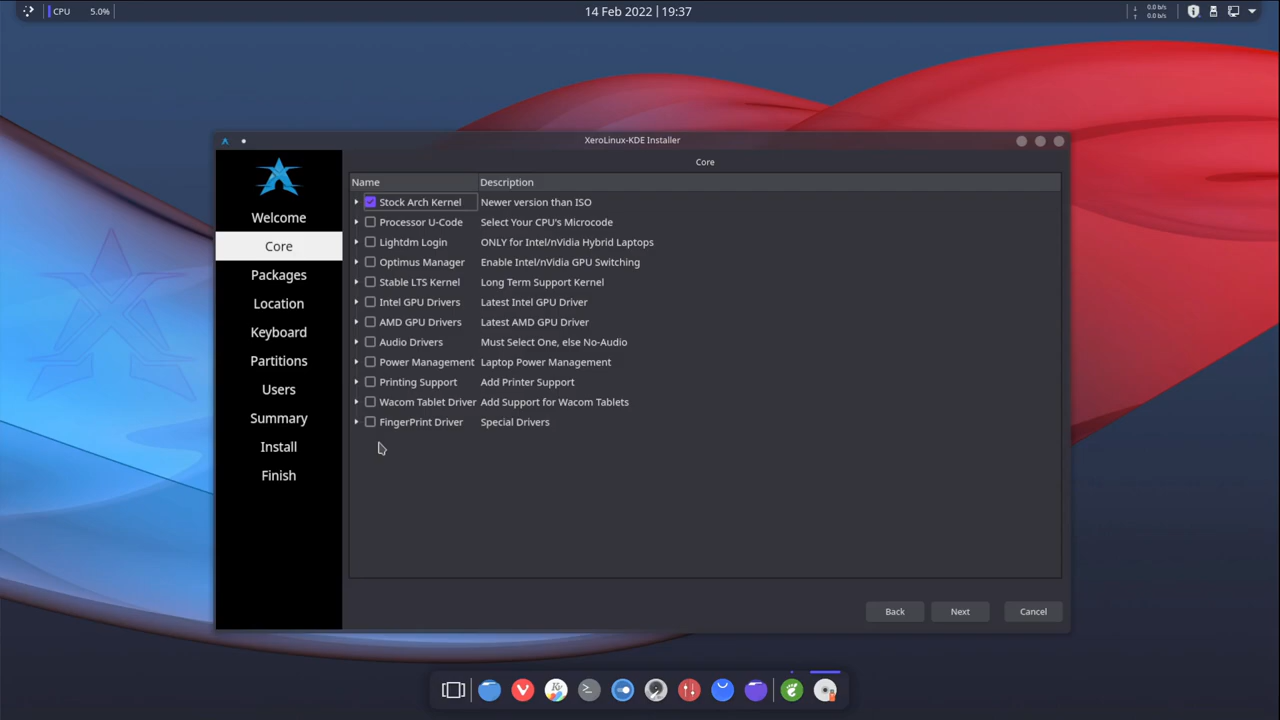 CPU 5.0%
14 Feb 2022 | 19:37
0.0 b/s
0.0 b/s
XeroLinux-KDE Installer
Welcome
Core
Packages
Location
Keyboard
Partitions
Users
Summary
Install
Finish
Core
Name Description
Stock Arch Kernel Newer version than ISO
Processor U-Code Select Your CPU's Microcode
Lightdm Login ONLY for Intel/nVidia Hybrid Laptops
Optimus Manager Enable Intel/nVidia GPU Switching
Stable LTS Kernel Long Term Support Kernel
Intel GPU Drivers Latest Intel GPU Driver
AMD GPU Drivers Latest AMD GPU Driver
Audio Drivers Must Select One, else No-Audio
Power Management Laptop Power Management
Printing Support Add Printer Support
Wacom Tablet Driver Add Support for Wacom Tablets
FingerPrint Driver Special Drivers
Back Next Cancel